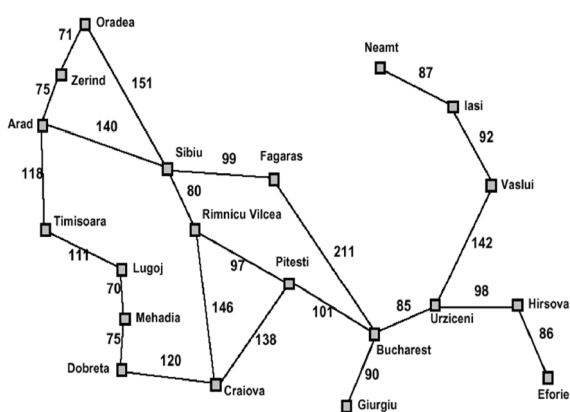 Oradea
71
Neamt
87
Zerind
75
151
Iasi
Arad
140
92
Sibiu
99
Fagaras
118
80
Vaslui
Timisoara
Rimnicu Vilcea
111
97
211
142
Lugoj
Pitesti
70
146
101
85
98
Hirsova
Mehadia
Urziceni
75
138
86
Bucharest
Dobreta
120
90
Craiova
Eforie
Giurgiu